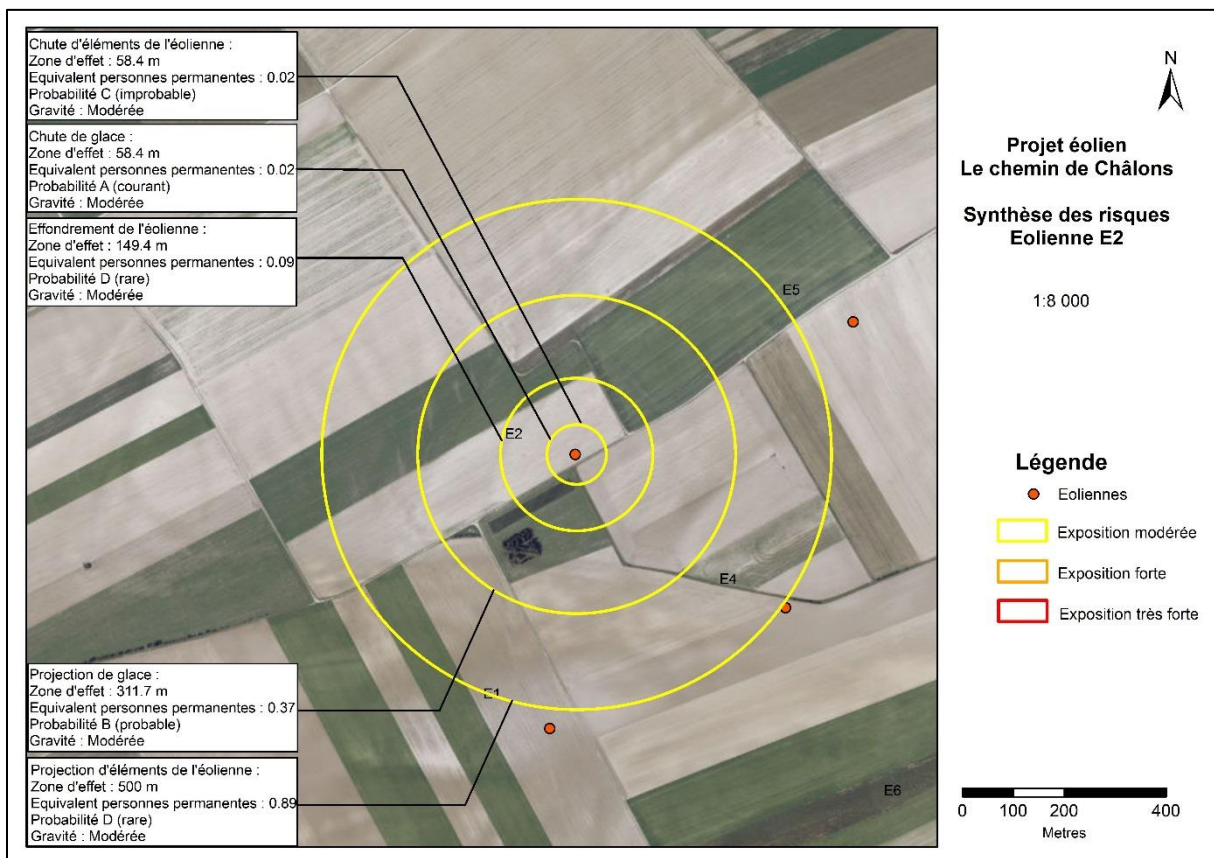 Chute d'éléments de l'éolienne :
Zone d'effet : 58.4 m
Equivalent personnes permanentes : 0.02
Probabilité C (improbable)
Gravité : Modérée
Chute de glace :
Zone d'effet : 58.4 m
Equivalent personnes permanentes : 0.02
Probabilité A (courant)
Gravité : Modérée
Effondrement de l'éolienne :
Zone d'effet : 149.4 m
Equivalent personnes permanentes : 0.09
Probabilité D (rare)
Gravité : Modérée
E5
E2
E4
E1
E6
Projection de glace :
Zone d'effet : 311.7 m
Equivalent personnes permanentes : 0.37
Probabilité B (probable)
Gravité : Modérée
Projection d'éléments de l'éolienne :
Zone d'effet : 500 m
Equivalent personnes permanentes : 0.89
Probabilité D (rare)
Gravité : Modérée
N
Projet éolien
Le chemin de Châlons
Synthèse des risques
Eolienne E2
1:8 000
Légende
Eoliennes
Exposition modérée
Exposition forte
Exposition très forte
0 100 200 400
Metres